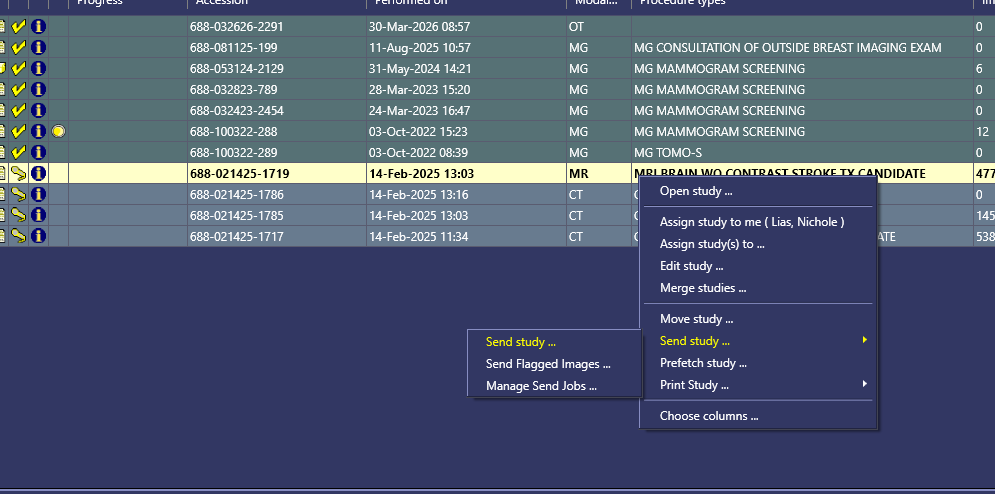 Progress Accession Performed on Modal... Procedure types
688-032626-2291 30-Mar-2026 08:57 OT 0
688-081125-199 11-Aug-2025 10:57 MG MG CONSULTATION OF OUTSIDE BREAST IMAGING EXAM 0
688-053124-2129 31-May-2024 14:21 MG MG MAMMOGRAM SCREENING 6
688-032823-789 28-Mar-2023 15:20 MG MG MAMMOGRAM SCREENING 0
688-032423-2454 24-Mar-2023 16:47 MG MG MAMMOGRAM SCREENING 0
688-100322-288 03-Oct-2022 15:23 MG MG MAMMOGRAM SCREENING 12
688-100322-289 03-Oct-2022 08:39 MG MG TOMO-S 0
688-021425-1719 14-Feb-2025 13:03 MR MRI BRAIN WO CONTRAST STROKE TX CANDIDATE 477
688-021425-1786 14-Feb-2025 13:16 CT 0
688-021425-1785 14-Feb-2025 13:03 CT 145
688-021425-1717 14-Feb-2025 11:34 CT 538
Open study ...
Assign study to me ( Lias, Nichole )
Assign study(s) to ...
Edit study ...
Merge studies ...
Move study ...
Send study ...
Prefetch study ...
Print Study ...
Choose columns ...
Send study ...
Send Flagged Images ...
Manage Send Jobs ...